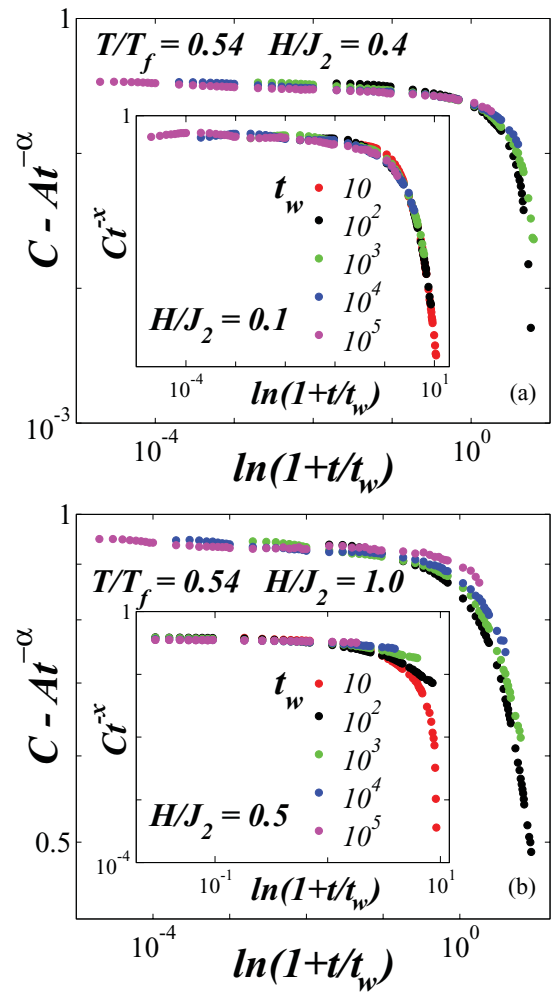 1
T/T_f = 0.54 H/J_2 = 0.4
C - At^{-α}
1
Ct^{-x}
t_w
10
10^2
10^3
10^4
10^5
H/J_2 = 0.1
10^{-4}
10^1
ln(1+t/t_w)
(a)
10^{-3}
10^{-4}
10^0
ln(1+t/t_w)
1
T/T_f = 0.54 H/J_2 = 1.0
C - At^{-α}
1
Ct^{-x}
t_w
10
10^2
10^3
10^4
10^5
H/J_2 = 0.5
0.5
10^{-4}
10^{-1}
10^1
ln(1+t/t_w)
(b)
10^{-4}
10^0
ln(1+t/t_w)